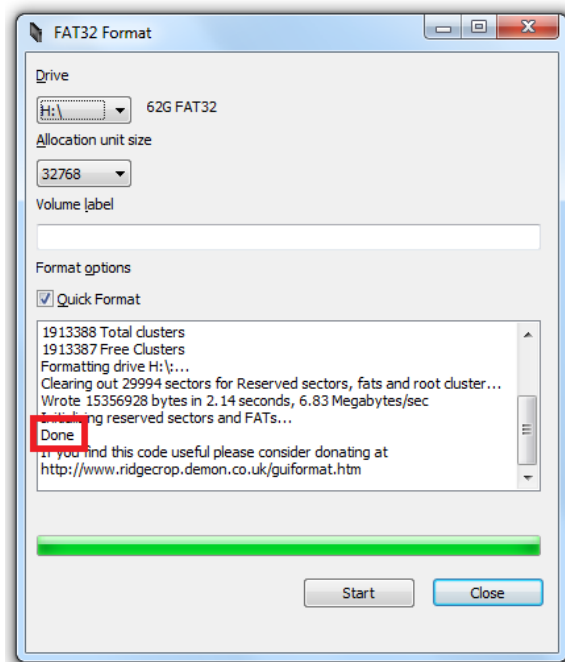 FAT32 Format
Drive
H:\ 62G FAT32
Allocation unit size
32768
Volume label
Format options
Quick Format
1913388 Total clusters
1913387 Free Clusters
Formatting drive H:\:...
Clearing out 29994 sectors for Reserved sectors, fats and root cluster...
Wrote 15356928 bytes in 2.14 seconds, 6.83 Megabytes/sec
Initialising reserved sectors and FATs...
Done
If you find this code useful please consider donating at
http://www.ridgecrop.demon.co.uk/guiformat.htm
Start Close